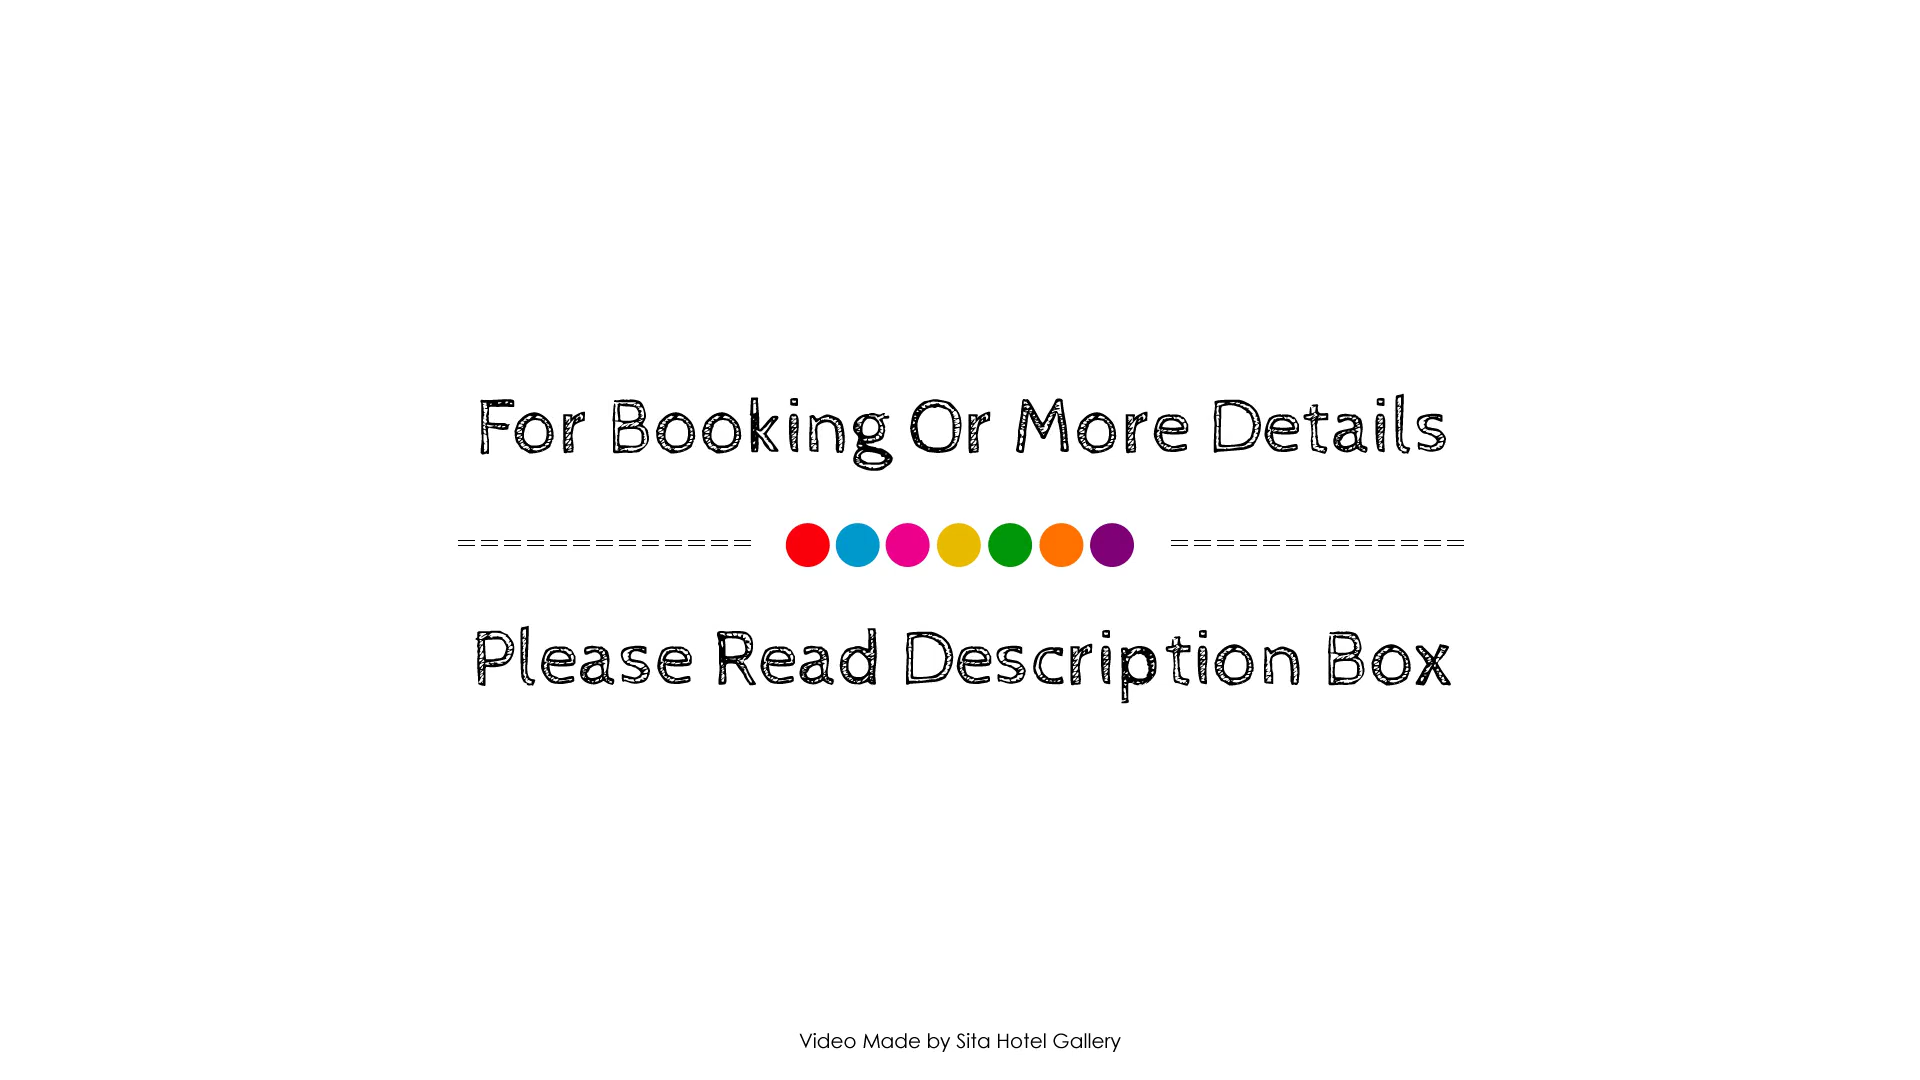 For Booking Or More Details
============= =============
Please Read Description Box
Video Made by Sita Hotel Gallery